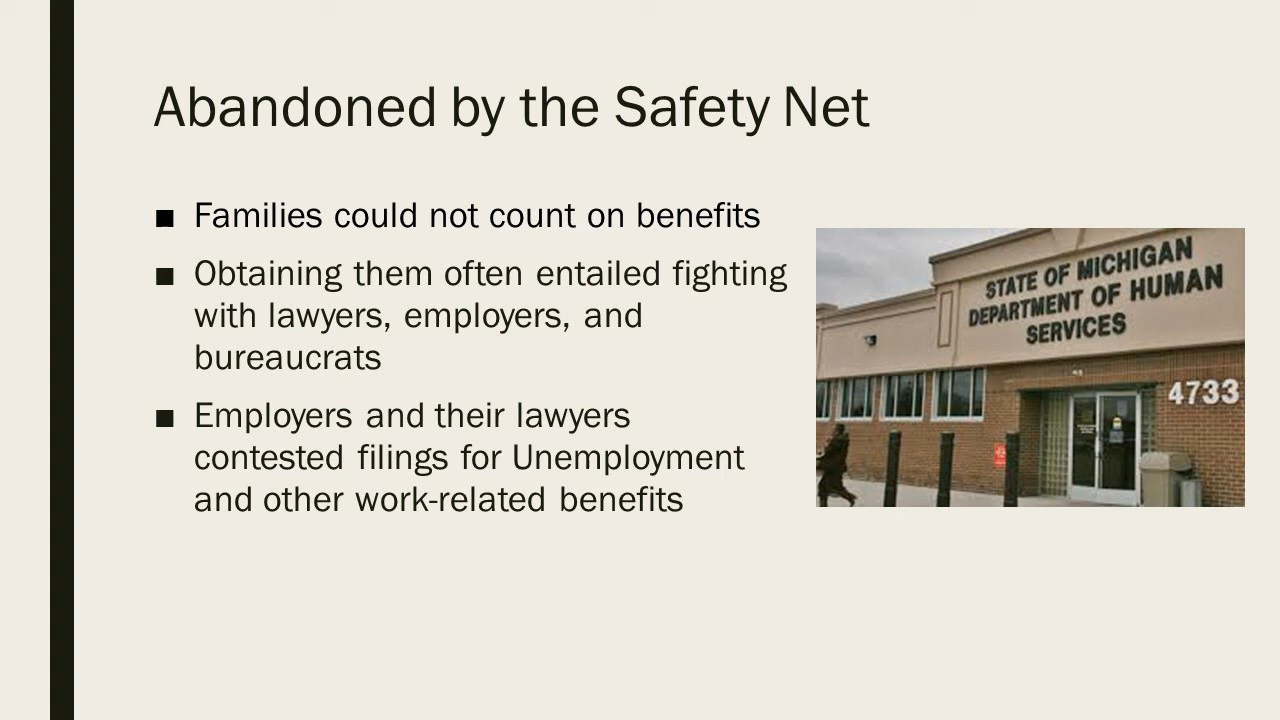 Abandoned by the Safety Net
■ Families could not count on benefits
■ Obtaining them often entailed fighting
with lawyers, employers, and
bureaucrats
■ Employers and their lawyers
contested filings for Unemployment
and other work-related benefits
STATE OF MICHIGAN
DEPARTMENT OF HUMAN
SERVICES
4733